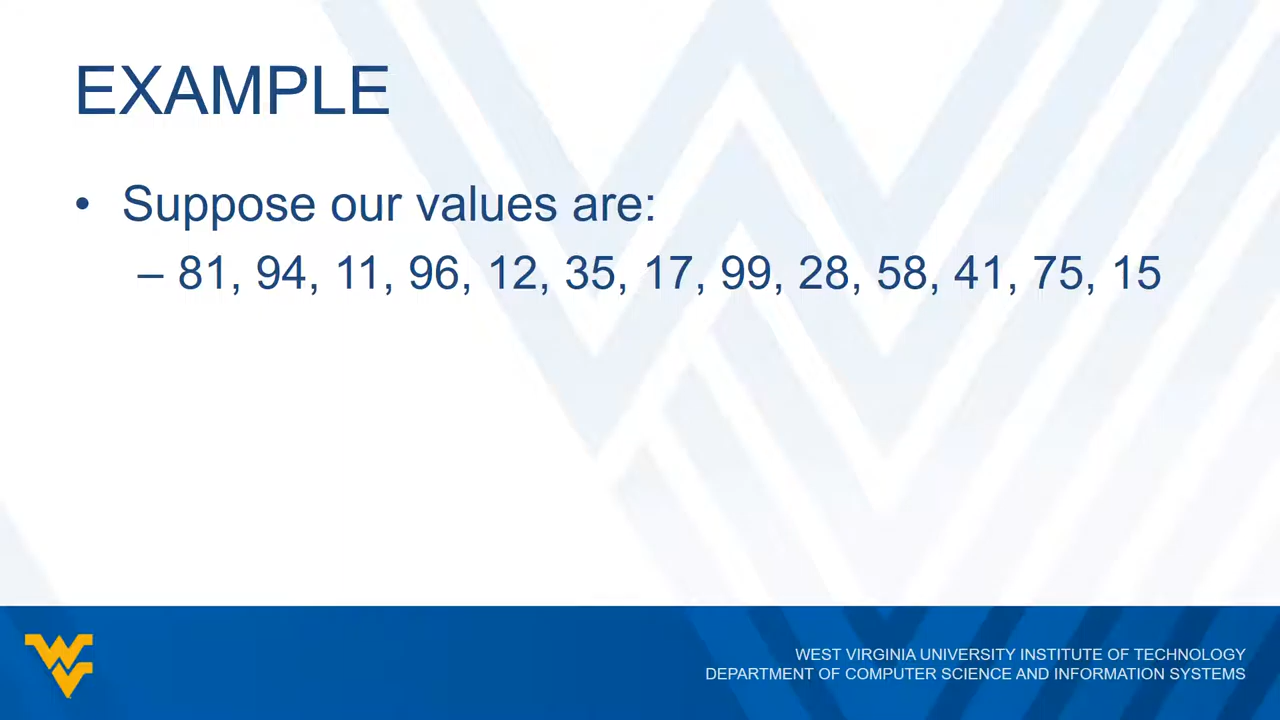 EXAMPLE
• Suppose our values are:
– 81, 94, 11, 96, 12, 35, 17, 99, 28, 58, 41, 75, 15
WEST VIRGINIA UNIVERSITY INSTITUTE OF TECHNOLOGY
DEPARTMENT OF COMPUTER SCIENCE AND INFORMATION SYSTEMS